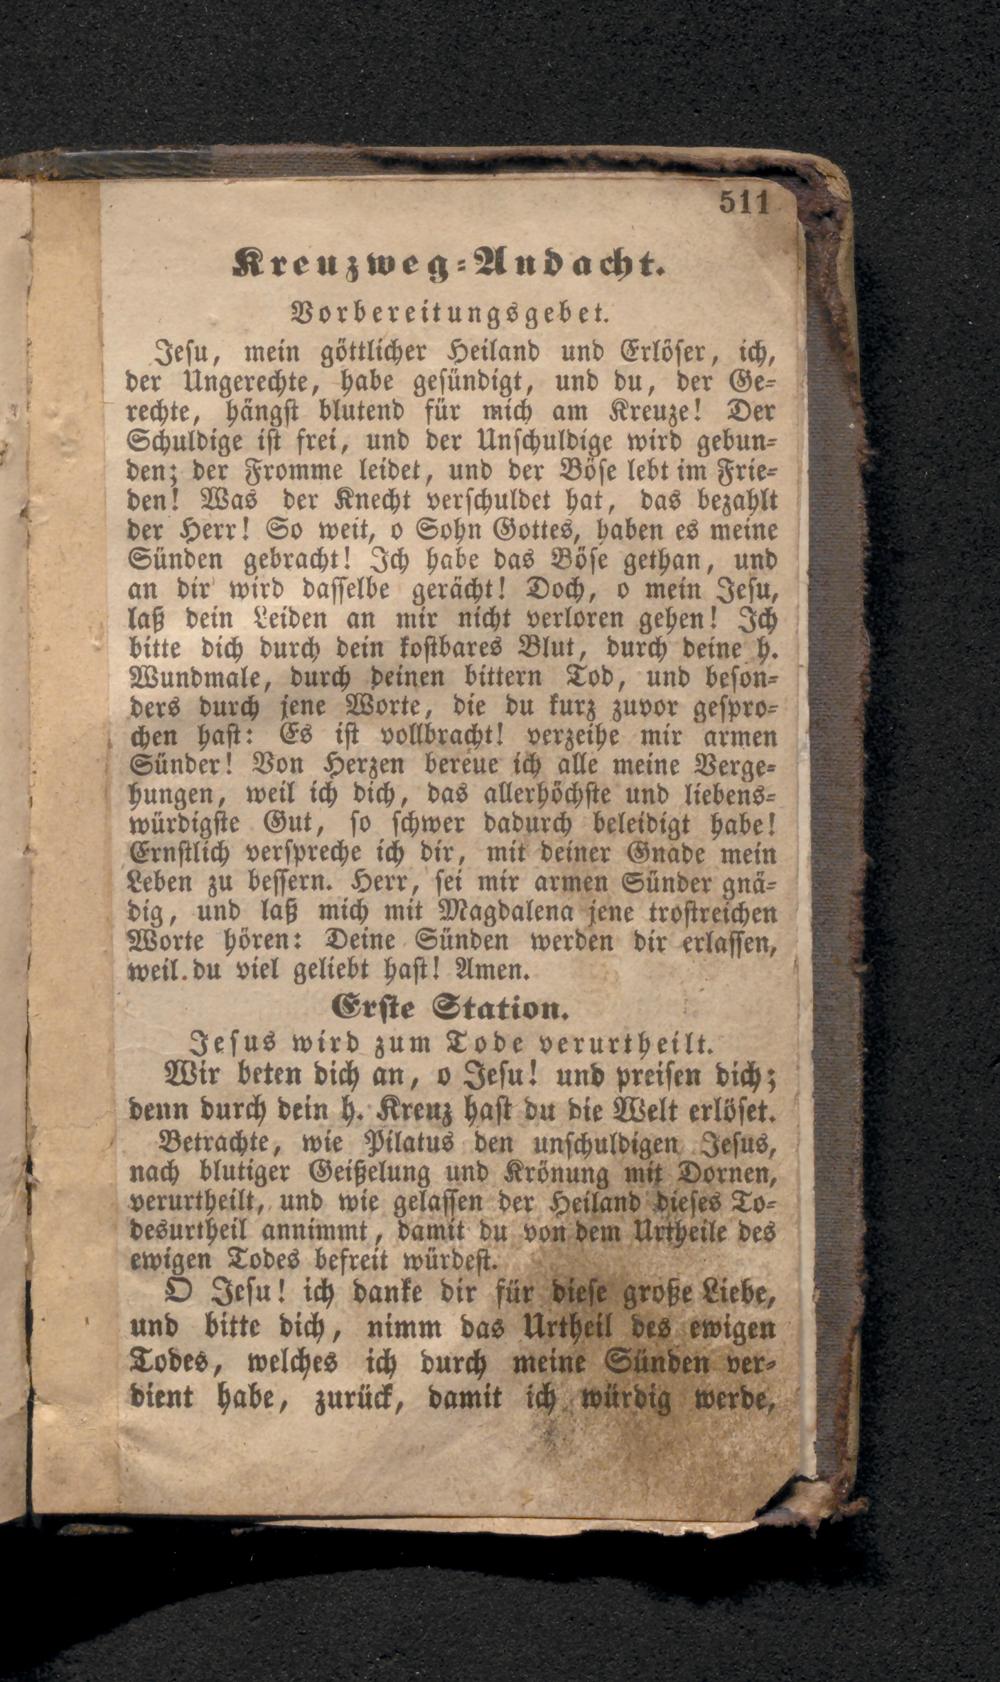 511
Kreuzweg-Andacht.
Vorbereitungsgebet.
Jesu, mein göttlicher Heiland und Erlöser, ich,
der Ungerechte, habe gesündigt, und du, der Ge-
rechte, hängst blutend für mich am Kreuze! Der
Schuldige ist frei, und der Unschuldige wird gebun-
den; der Fromme leidet, und der Böse lebt im Frie-
den! Was der Knecht verschuldet hat, das bezahlt
der Herr! So weit, o Sohn Gottes, haben es meine
Sünden gebracht! Ich habe das Böse gethan, und
an dir wird dasselbe gerächt! Doch, o mein Jesu,
laß dein Leiden an mir nicht verloren gehen! Ich
bitte dich durch dein kostbares Blut, durch deine h.
Wundmale, durch deinen bittern Tod, und beson-
ders durch jene Worte, die du kurz zuvor gespro-
chen hast: Es ist vollbracht! verzeihe mir armen
Sünder! Von Herzen bereue ich alle meine Verge-
hungen, weil ich dich, das allerhöchste und liebens-
würdigste Gut, so schwer dadurch beleidigt habe!
Ernstlich verspreche ich dir, mit deiner Gnade mein
Leben zu bessern. Herr, sei mir armen Sünder gnä-
dig, und laß mich mit Magdalena jene trostreichen
Worte hören: Deine Sünden werden dir erlassen,
weil du viel geliebt hast! Amen.
Erste Station.
Jesus wird zum Tode verurtheilt.
Wir beten dich an, o Jesu! und preisen dich;
denn durch dein h. Kreuz hast du die Welt erlöset.
Betrachte, wie Pilatus den unschuldigen Jesus,
nach blutiger Geißelung und Krönung mit Dornen,
verurtheilt, und wie gelassen der Heiland dieses To-
desurtheil annimmt, damit du von dem Urtheile des
ewigen Todes befreit würdest.
O Jesu! ich danke dir für diese große Liebe,
und bitte dich, nimm das Urtheil des ewigen
Todes, welches ich durch meine Sünden ver-
dient habe, zurück, damit ich würdig werde,